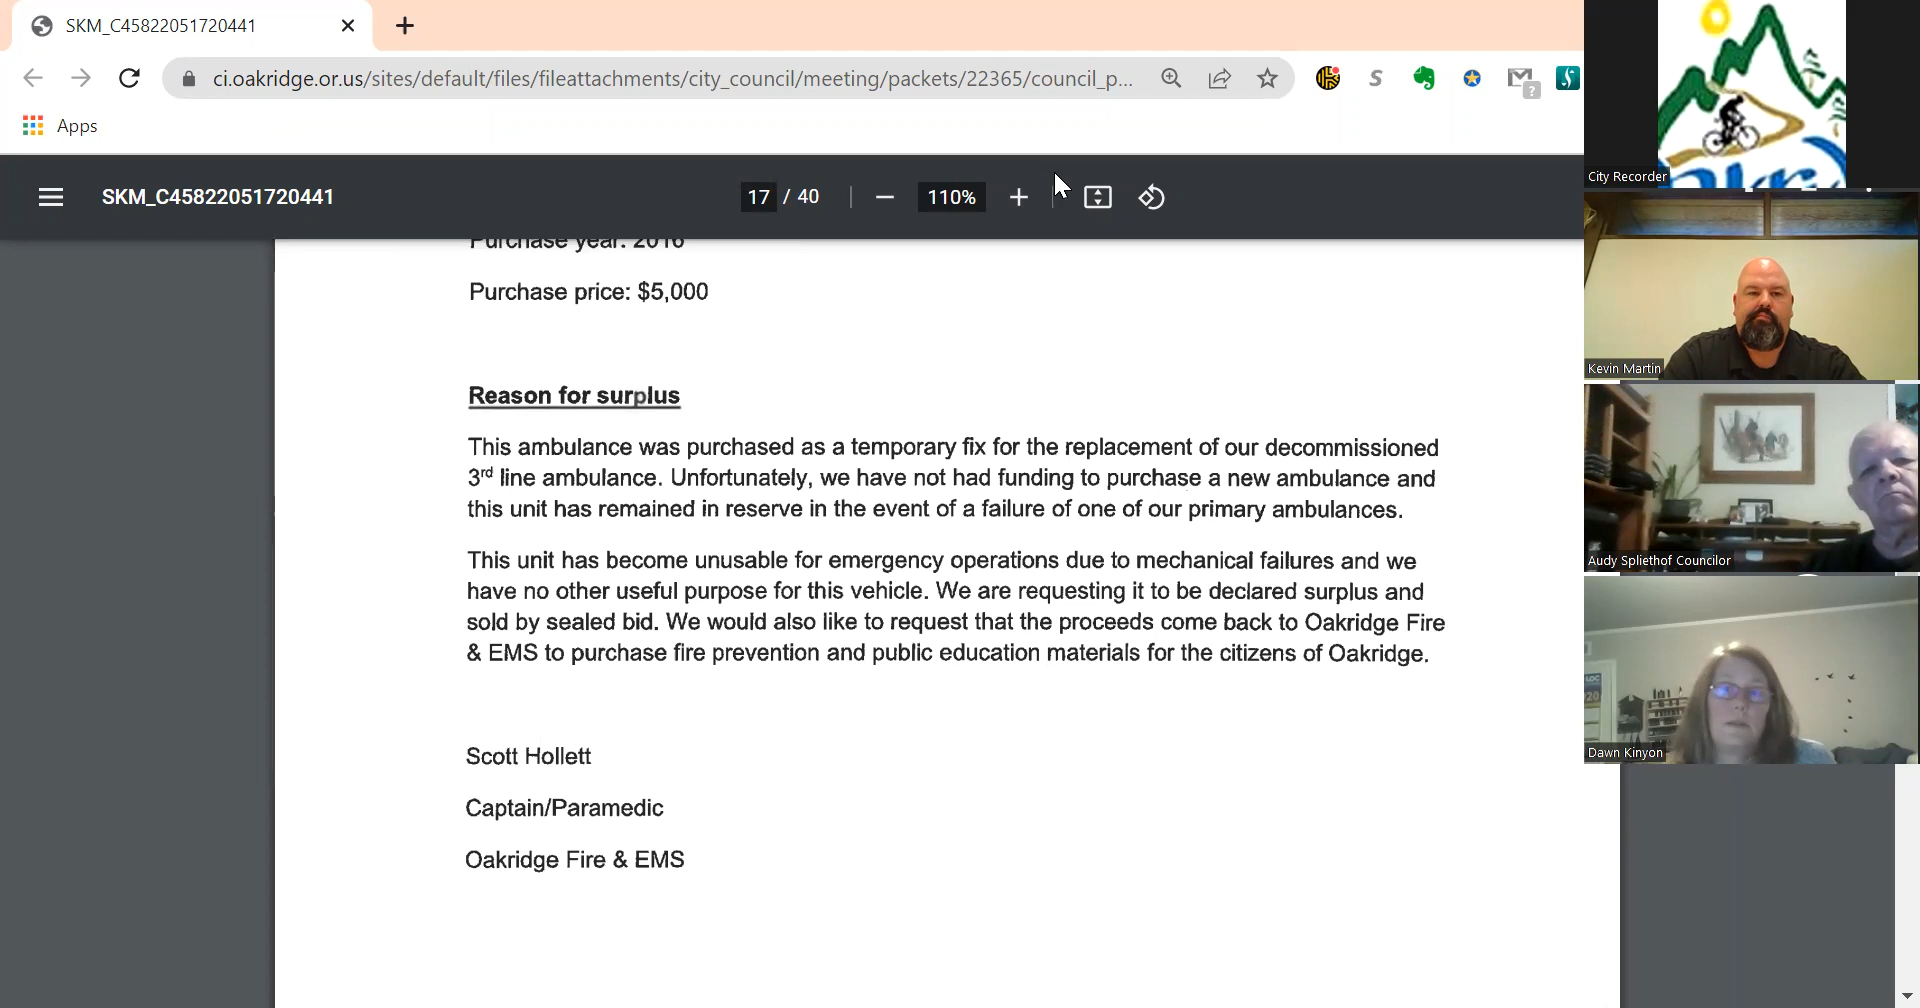 SKM_C45822051720441
ci.oakridge.or.us/sites/default/files/fileattachments/city_council/meeting/packets/22365/council_p...
Apps
SKM_C45822051720441
17 / 40
110%
Purchase year: 2016
Purchase price: $5,000
Reason for surplus
This ambulance was purchased as a temporary fix for the replacement of our decommissioned
3rd line ambulance. Unfortunately, we have not had funding to purchase a new ambulance and
this unit has remained in reserve in the event of a failure of one of our primary ambulances.
This unit has become unusable for emergency operations due to mechanical failures and we
have no other useful purpose for this vehicle. We are requesting it to be declared surplus and
sold by sealed bid. We would also like to request that the proceeds come back to Oakridge Fire
& EMS to purchase fire prevention and public education materials for the citizens of Oakridge.
Scott Hollett
Captain/Paramedic
Oakridge Fire & EMS
City Recorder
Kevin Martin
Audy Spliethof Councilor
Dawn Kinyon